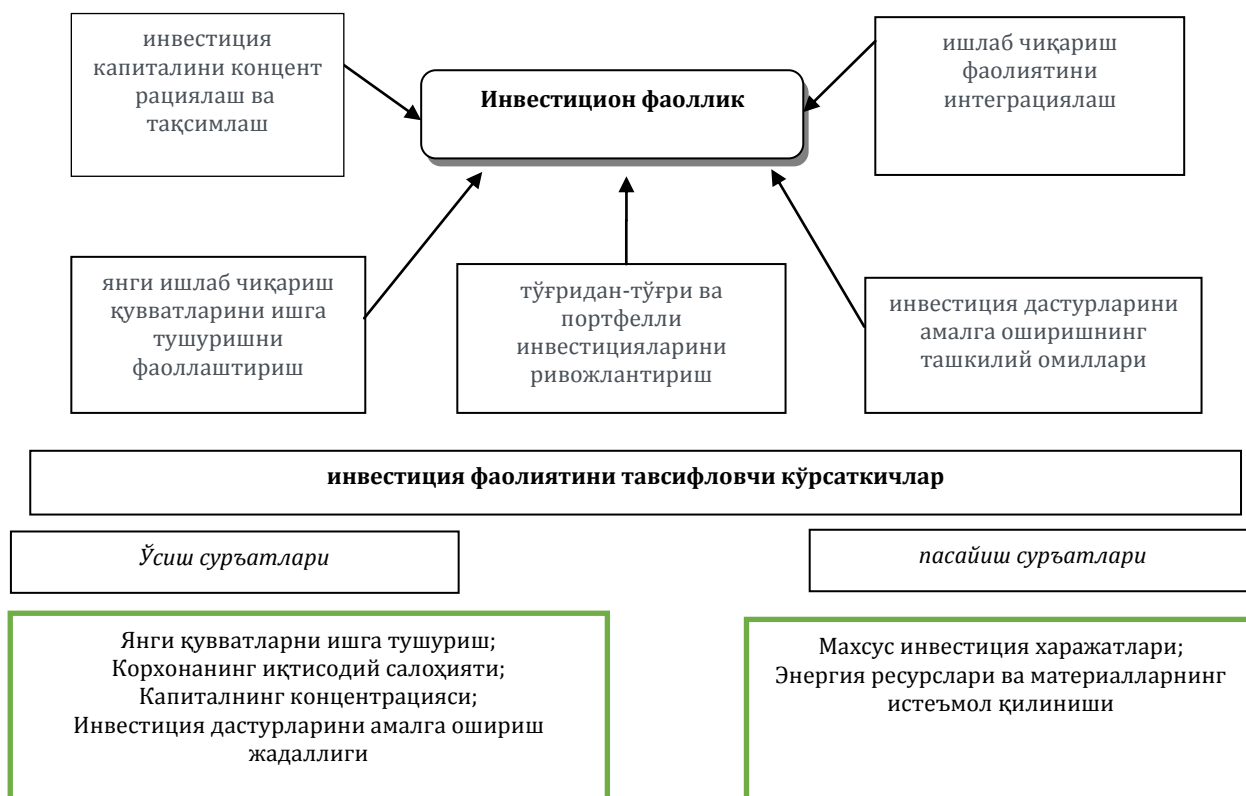 инвестиция
капиталини концент
рациялаш ва
тақсимлаш
Инвестицион фаоллик
ишлаб чиқариш
фаолиятини
интеграциялаш
янги ишлаб чиқариш
қувватларини ишга
тушуришни
фаоллаштириш
тўғридан-тўғри ва
портфелли
инвестицияларини
ривожлантириш
инвестиция дастурларини
амалга оширишнинг
ташкилий омиллари
инвестиция фаолиятини тавсифловчи кўрсаткичлар
Ўсиш суръатлари
пасайиш суръатлари
Янги қувватларни ишга тушуриш;
Корхонанинг иқтисодий салоҳияти;
Капиталнинг концентрацияси;
Инвестиция дастурларини амалга ошириш
жадаллиги
Махсус инвестиция харажатлари;
Энергия ресурслари ва материалларнинг
истеъмол қилиниши